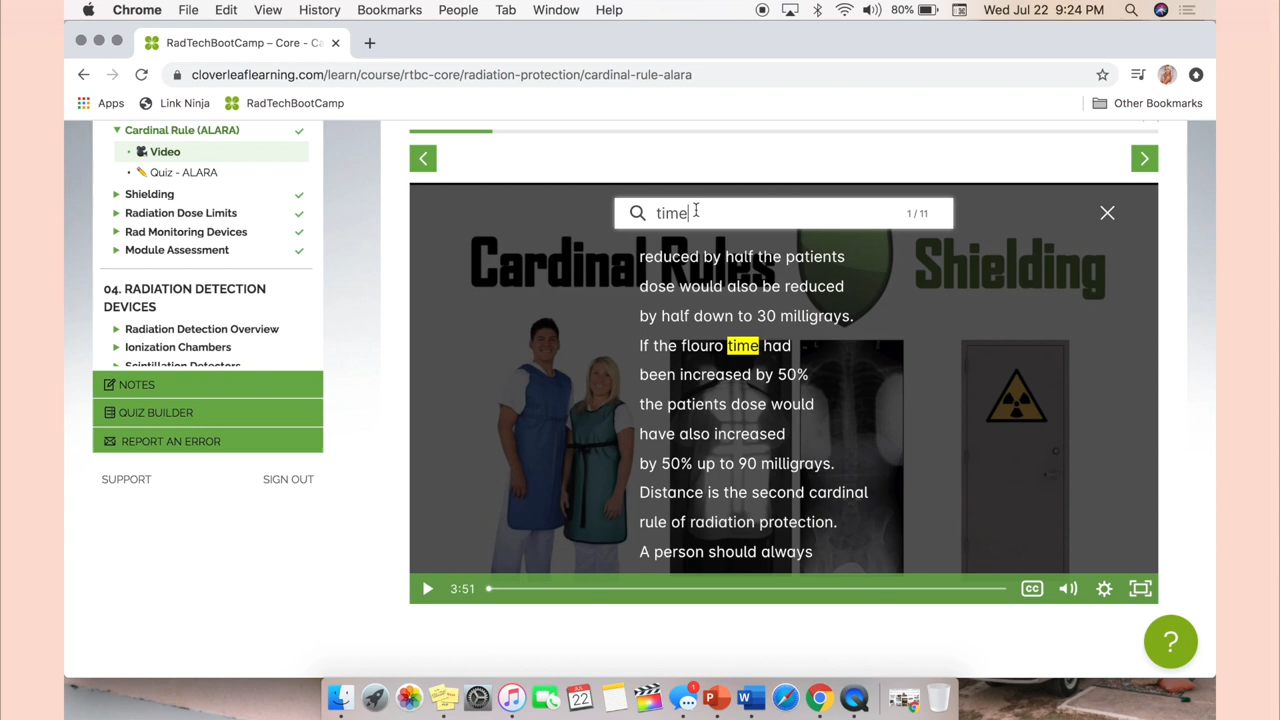 Chrome File Edit View History Bookmarks People Tab Window Help 80% Wed Jul 22 9:24 PM
RadTechBootCamp – Core - Ca
cloverleaflearning.com/learn/course/rtbc-core/radiation-protection/cardinal-rule-alara
Apps Link Ninja RadTechBootCamp Other Bookmarks
Cardinal Rule (ALARA)
Video
Quiz - ALARA
Shielding
Radiation Dose Limits
Rad Monitoring Devices
Module Assessment
04. RADIATION DETECTION
DEVICES
Radiation Detection Overview
Ionization Chambers
Scintillation Detectors
NOTES
QUIZ BUILDER
REPORT AN ERROR
SUPPORT SIGN OUT
time 1 / 11
Cardinal Rules Shielding
reduced by half the patients
dose would also be reduced
by half down to 30 milligrays.
If the flouro time had
been increased by 50%
the patients dose would
have also increased
by 50% up to 90 milligrays.
Distance is the second cardinal
rule of radiation protection.
A person should always
3:51 CC
?
22
1